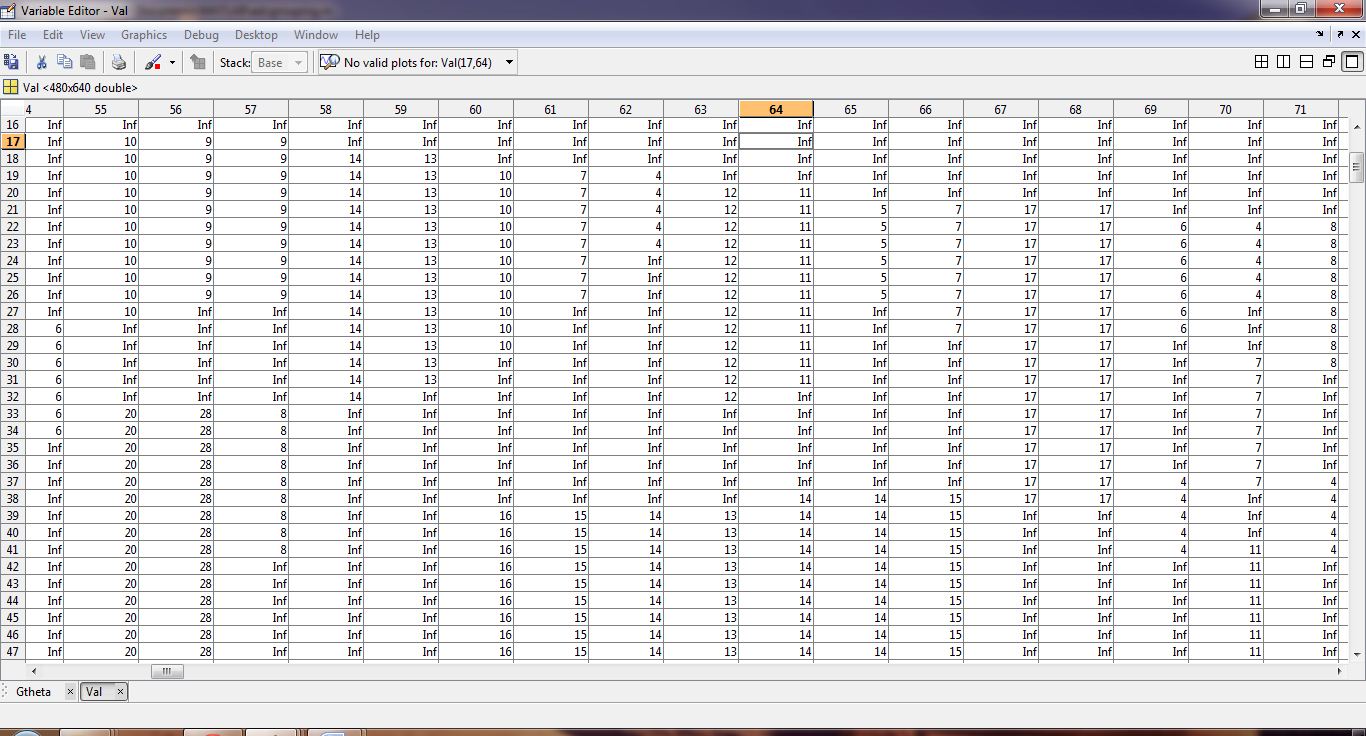 Variable Editor - Val
File Edit View Graphics Debug Desktop Window Help
Stack: Base No valid plots for: Val(17,64)
Val <480x640 double>
4 55 56 57 58 59 60 61 62 63 64 65 66 67 68 69 70 71
16 Inf Inf Inf Inf Inf Inf Inf Inf Inf Inf Inf Inf Inf Inf Inf Inf Inf Inf
17 Inf 10 9 9 Inf Inf Inf Inf Inf Inf Inf Inf Inf Inf Inf Inf Inf Inf
18 Inf 10 9 9 14 13 Inf Inf Inf Inf Inf Inf Inf Inf Inf Inf Inf Inf
19 Inf 10 9 9 14 13 10 7 4 Inf Inf Inf Inf Inf Inf Inf Inf Inf
20 Inf 10 9 9 14 13 10 7 4 12 11 Inf Inf Inf Inf Inf Inf Inf
21 Inf 10 9 9 14 13 10 7 4 12 11 5 7 17 17 Inf Inf Inf
22 Inf 10 9 9 14 13 10 7 4 12 11 5 7 17 17 6 4 8
23 Inf 10 9 9 14 13 10 7 4 12 11 5 7 17 17 6 4 8
24 Inf 10 9 9 14 13 10 7 Inf 12 11 5 7 17 17 6 4 8
25 Inf 10 9 9 14 13 10 7 Inf 12 11 5 7 17 17 6 4 8
26 Inf 10 9 9 14 13 10 7 Inf 12 11 5 7 17 17 6 4 8
27 Inf 10 Inf Inf 14 13 10 Inf Inf 12 11 Inf 7 17 17 6 Inf 8
28 6 Inf Inf Inf 14 13 10 Inf Inf 12 11 Inf 7 17 17 6 Inf 8
29 6 Inf Inf Inf 14 13 10 Inf Inf 12 11 Inf Inf 17 17 Inf Inf 8
30 6 Inf Inf Inf 14 13 Inf Inf Inf 12 11 Inf Inf 17 17 Inf 7 8
31 6 Inf Inf Inf 14 13 Inf Inf Inf 12 11 Inf Inf 17 17 Inf 7 Inf
32 6 Inf Inf Inf 14 Inf Inf Inf Inf 12 Inf Inf Inf 17 17 Inf 7 Inf
33 6 20 28 8 Inf Inf Inf Inf Inf Inf Inf Inf Inf 17 17 Inf 7 Inf
34 6 20 28 8 Inf Inf Inf Inf Inf Inf Inf Inf Inf 17 17 Inf 7 Inf
35 Inf 20 28 8 Inf Inf Inf Inf Inf Inf Inf Inf Inf 17 17 Inf 7 Inf
36 Inf 20 28 8 Inf Inf Inf Inf Inf Inf Inf Inf Inf 17 17 Inf 7 Inf
37 Inf 20 28 8 Inf Inf Inf Inf Inf Inf Inf Inf Inf 17 17 4 7 4
38 Inf 20 28 8 Inf Inf Inf Inf Inf Inf 14 14 15 17 17 4 Inf 4
39 Inf 20 28 8 Inf Inf 16 15 14 13 14 14 15 Inf Inf 4 Inf 4
40 Inf 20 28 8 Inf Inf 16 15 14 13 14 14 15 Inf Inf 4 Inf 4
41 Inf 20 28 8 Inf Inf 16 15 14 13 14 14 15 Inf Inf 4 11 4
42 Inf 20 28 Inf Inf Inf 16 15 14 13 14 14 15 Inf Inf Inf 11 Inf
43 Inf 20 28 Inf Inf Inf 16 15 14 13 14 14 15 Inf Inf Inf 11 Inf
44 Inf 20 28 Inf Inf Inf 16 15 14 13 14 14 15 Inf Inf Inf 11 Inf
45 Inf 20 28 Inf Inf Inf 16 15 14 13 14 14 15 Inf Inf Inf 11 Inf
46 Inf 20 28 Inf Inf Inf 16 15 14 13 14 14 15 Inf Inf Inf 11 Inf
47 Inf 20 28 Inf Inf Inf 16 15 14 13 14 14 15 Inf Inf Inf 11 Inf
Gtheta Val